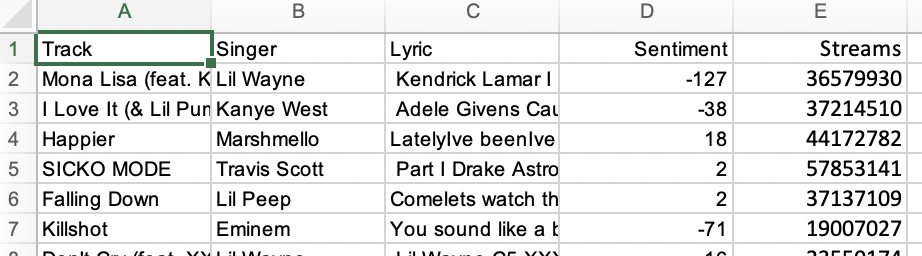 A B C D E
1 Track Singer Lyric Sentiment Streams
2 Mona Lisa (feat. K Lil Wayne Kendrick Lamar I -127 36579930
3 I Love It (& Lil Pum Kanye West Adele Givens Cau -38 37214510
4 Happier Marshmello LatelyIve beenIve 18 44172782
5 SICKO MODE Travis Scott Part I Drake Astro 2 57853141
6 Falling Down Lil Peep Comelets watch th 2 37137109
7 Killshot Eminem You sound like a b -71 19007027